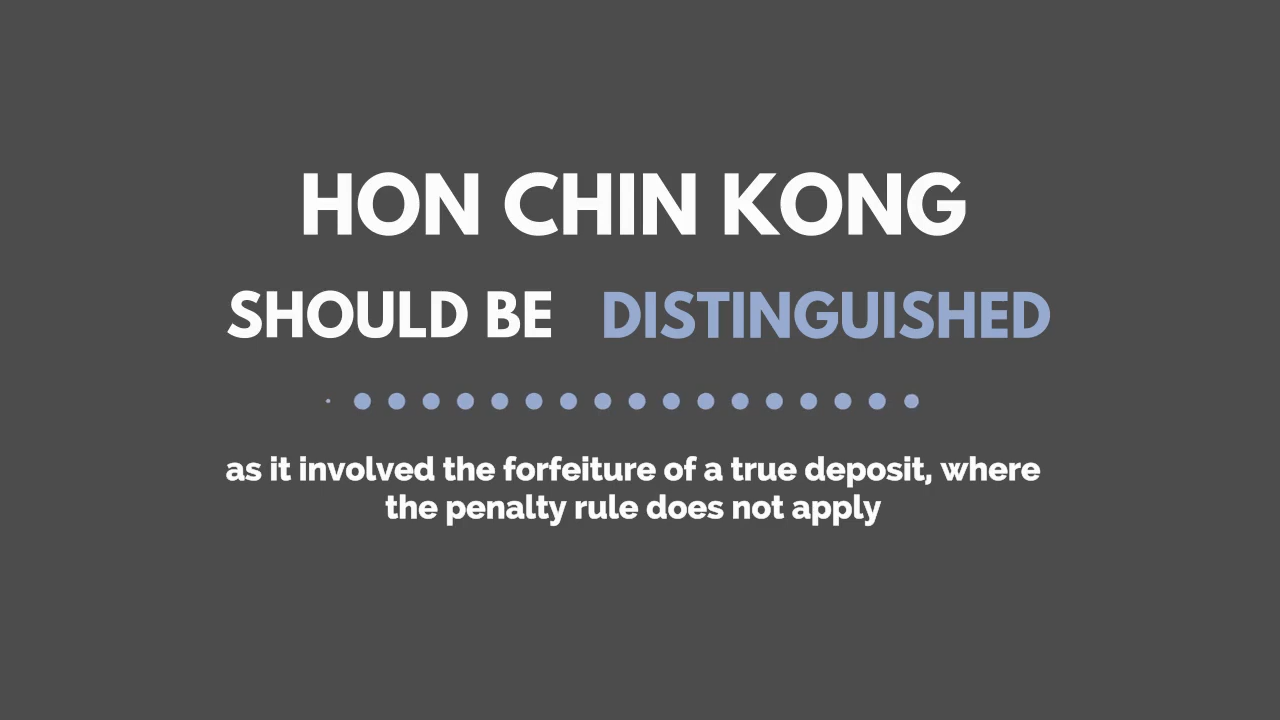 HON CHIN KONG
SHOULD BE DISTINGUISHED
as it involved the forfeiture of a true deposit, where
the penalty rule does not apply